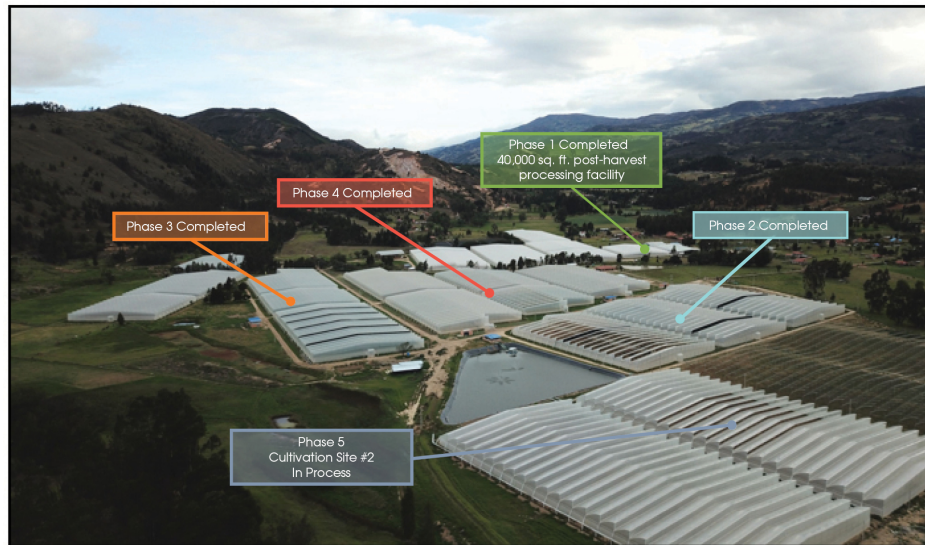 Phase 1 Completed
40,000 sq. ft. post-harvest
processing facility
Phase 4 Completed
Phase 3 Completed
Phase 2 Completed
Phase 5
Cultivation Site #2
In Process